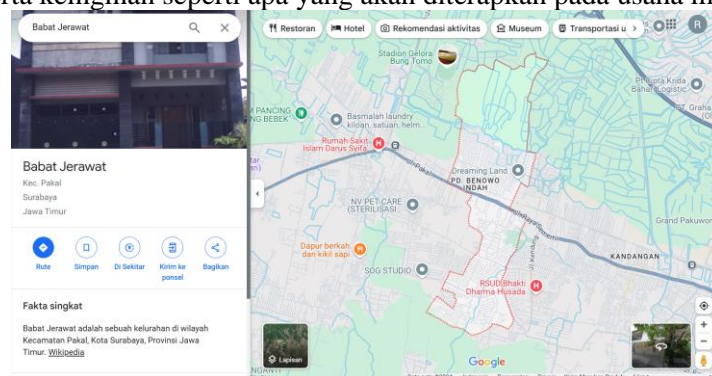 Babat Jerawat
Restoran
Hotel
Rekomendasi aktivitas
Museum
Transportasi u
R
Stadion Gelora
Bung Tomo
PANCING
NG BEBEK
Basmalah laundry
kiloan, satuan, helm...
Rumah Sakit
Islam Darus Syifa'
Dreaming Land
PD. BENOWO
INDAH
NV PET CARE
(STERILISASI
Grand Pakuwon
Dapur berkah
dan kikil sapi
KANDANGAN
SOG STUDIO
RSUD Bhakti
Dharma Husada
Babat Jerawat
Kec. Pakal
Surabaya
Jawa Timur
Rute
Simpan
Di Sekitar
Kirim ke
ponsel
Bagikan
Fakta singkat
Babat Jerawat adalah sebuah kelurahan di wilayah
Kecamatan Pakal, Kota Surabaya, Provinsi Jawa
Timur. Wikipedia
Lapisan
Google